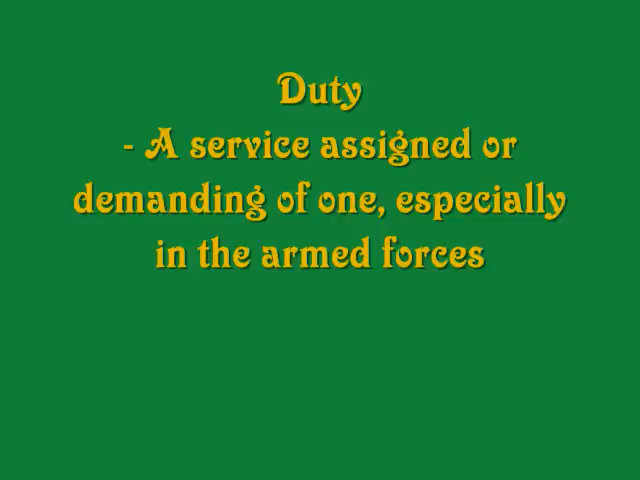 Duty
- A service assigned or
demanding of one, especially
in the armed forces